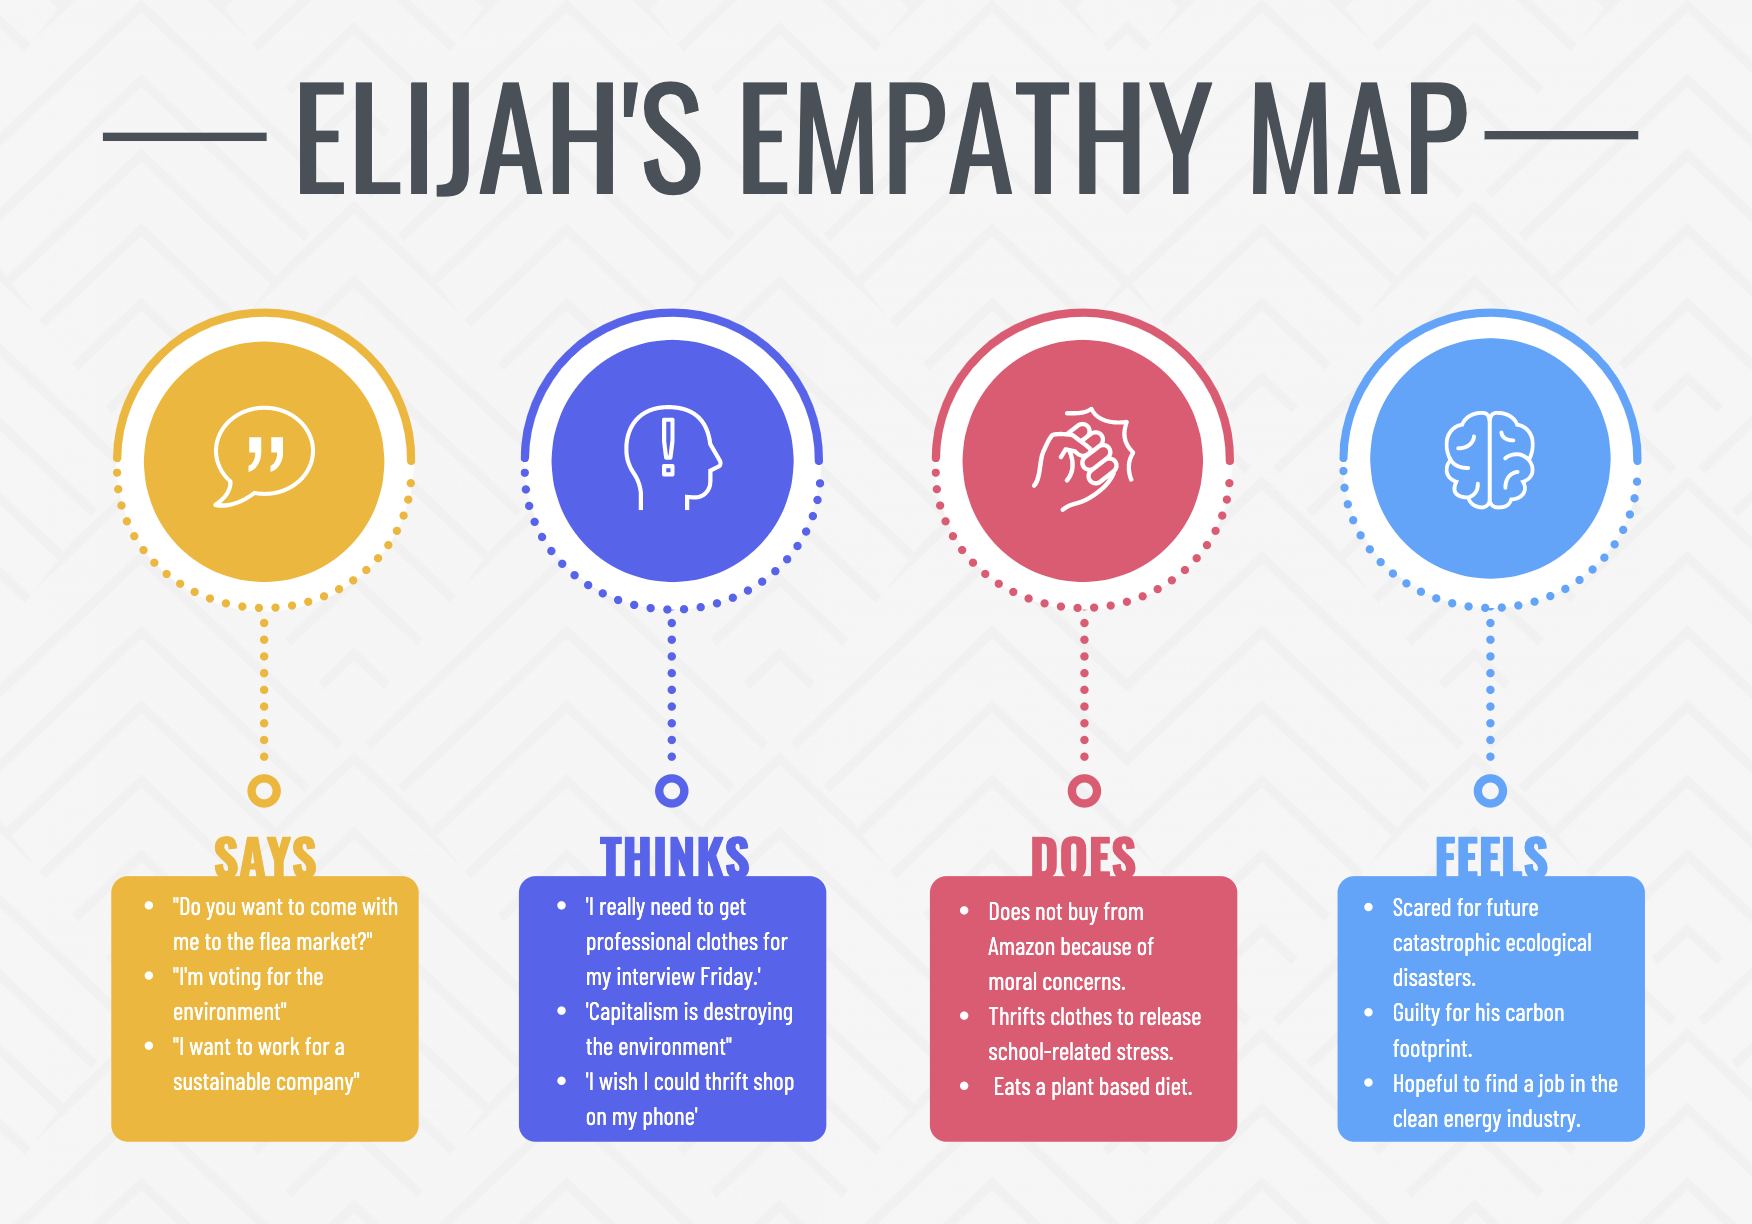 ELIJAH'S EMPATHY MAP
SAYS
• "Do you want to come with
me to the flea market?"
• "I'm voting for the
environment"
• "I want to work for a
sustainable company"
THINKS
• 'I really need to get
professional clothes for
my interview Friday.'
• 'Capitalism is destroying
the environment"
• 'I wish I could thrift shop
on my phone'
DOES
• Does not buy from
Amazon because of
moral concerns.
• Thrifts clothes to release
school-related stress.
• Eats a plant based diet.
FEELS
• Scared for future
catastrophic ecological
disasters.
• Guilty for his carbon
footprint.
• Hopeful to find a job in the
clean energy industry.